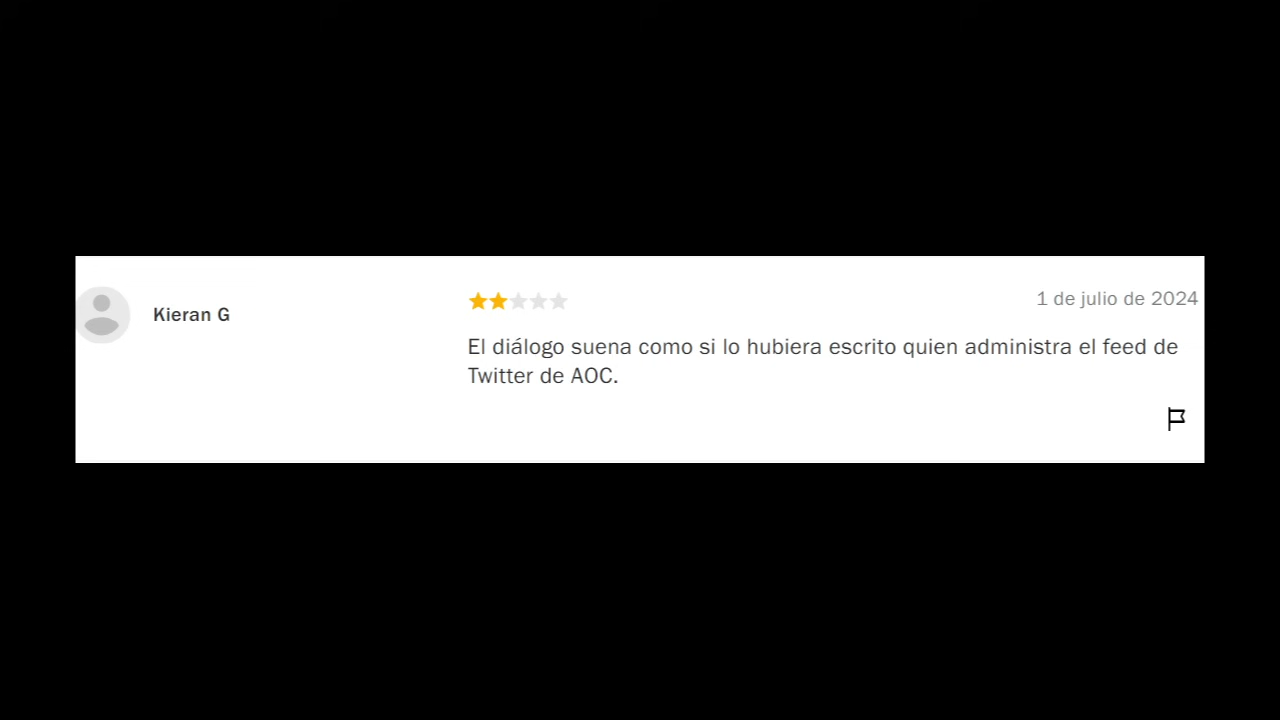 Kieran G
1 de julio de 2024
El diálogo suena como si lo hubiera escrito quien administra el feed de
Twitter de AOC.